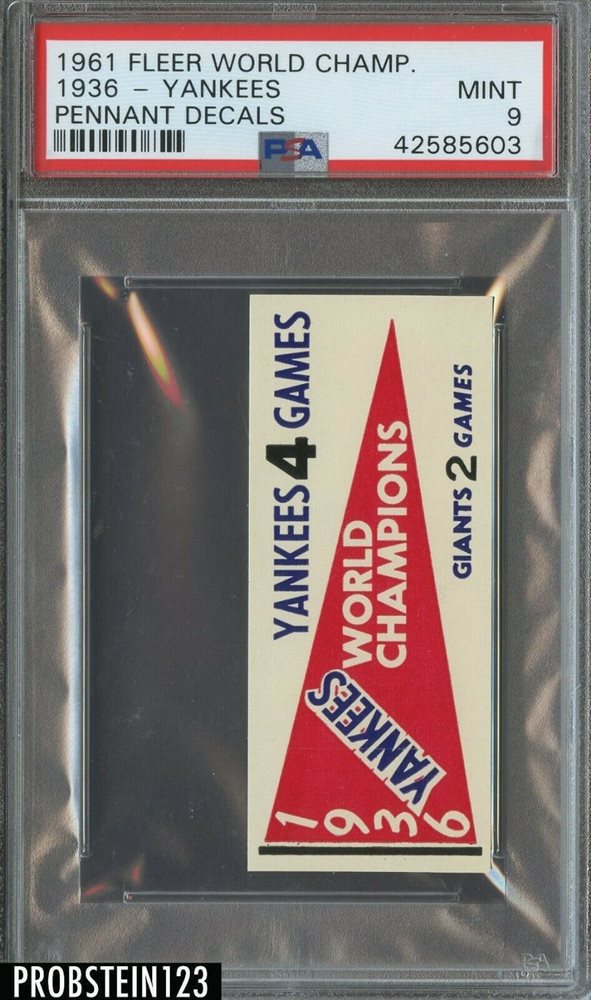 1961 FLEER WORLD CHAMP.
1936 - YANKEES MINT
PENNANT DECALS 9
PSA 42585603
YANKEES 4 GAMES
WORLD
CHAMPIONS
YANKEES
1936
GIANTS 2 GAMES
PSA
PROBSTEIN123